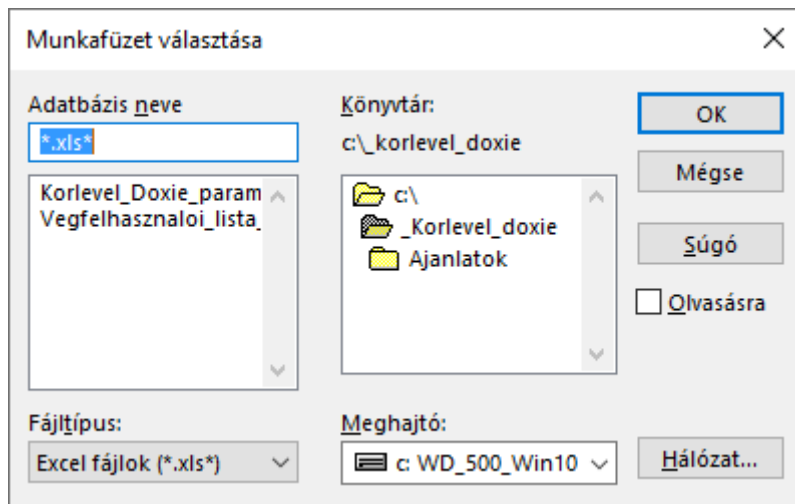 Munkafüzet választása
Adatbázis neve
*.xls*
Korlevel_Doxie_param
Vegfelhasznaloi_lista_
Fájltípus:
Excel fájlok (*.xls*)
Könyvtár:
c:\_korlevel_doxie
c:\
_Korlevel_doxie
Ajanlatok
Meghajtó:
c: WD_500_Win10
OK
Mégse
Súgó
Olvasásra
Hálózat...